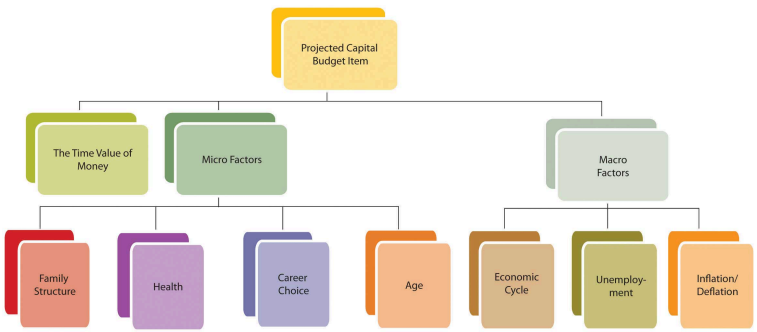 Projected Capital
Budget Item
The Time Value of
Money
Micro Factors
Macro
Factors
Family
Structure
Health
Career
Choice
Age
Economic
Cycle
Unemploy-
ment
Inflation/
Deflation